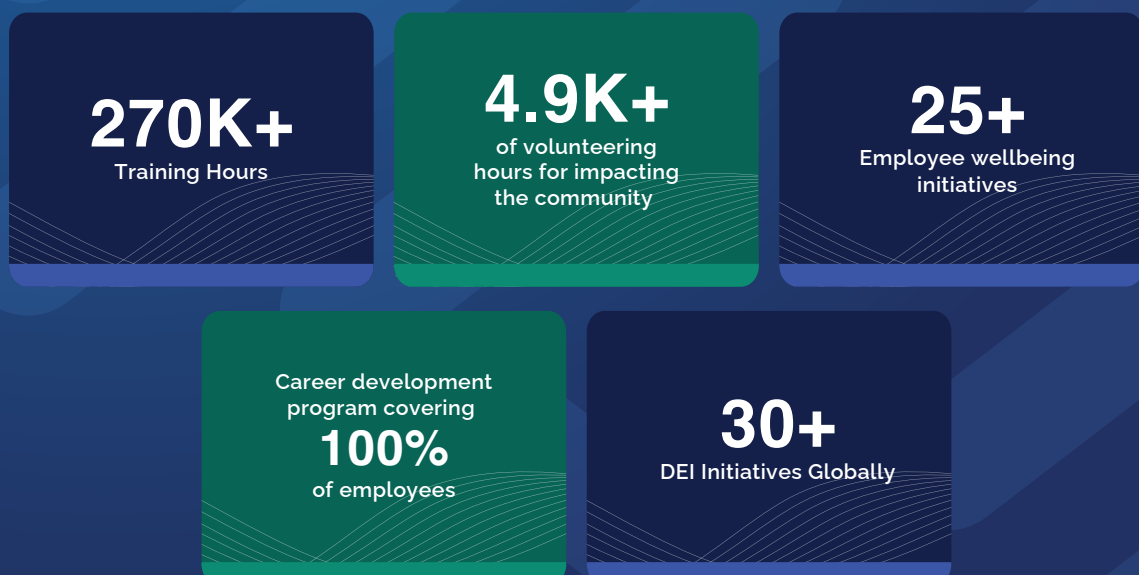 270K+
Training Hours
4.9K+
of volunteering
hours for impacting
the community
25+
Employee wellbeing
initiatives
Career development
program covering
100%
of employees
30+
DEI Initiatives Globally